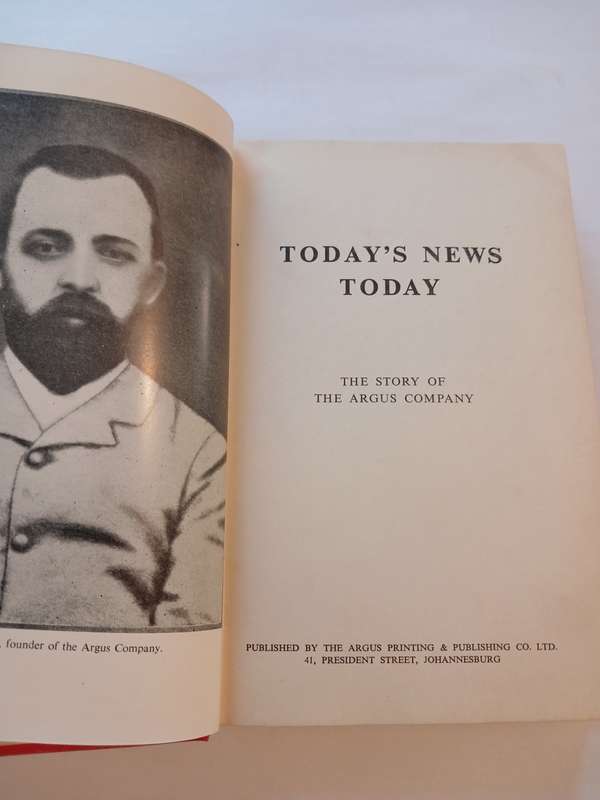 , founder of the Argus Company.
TODAY'S NEWS
TODAY
THE STORY OF
THE ARGUS COMPANY
PUBLISHED BY THE ARGUS PRINTING & PUBLISHING CO. LTD.
41, PRESIDENT STREET, JOHANNESBURG